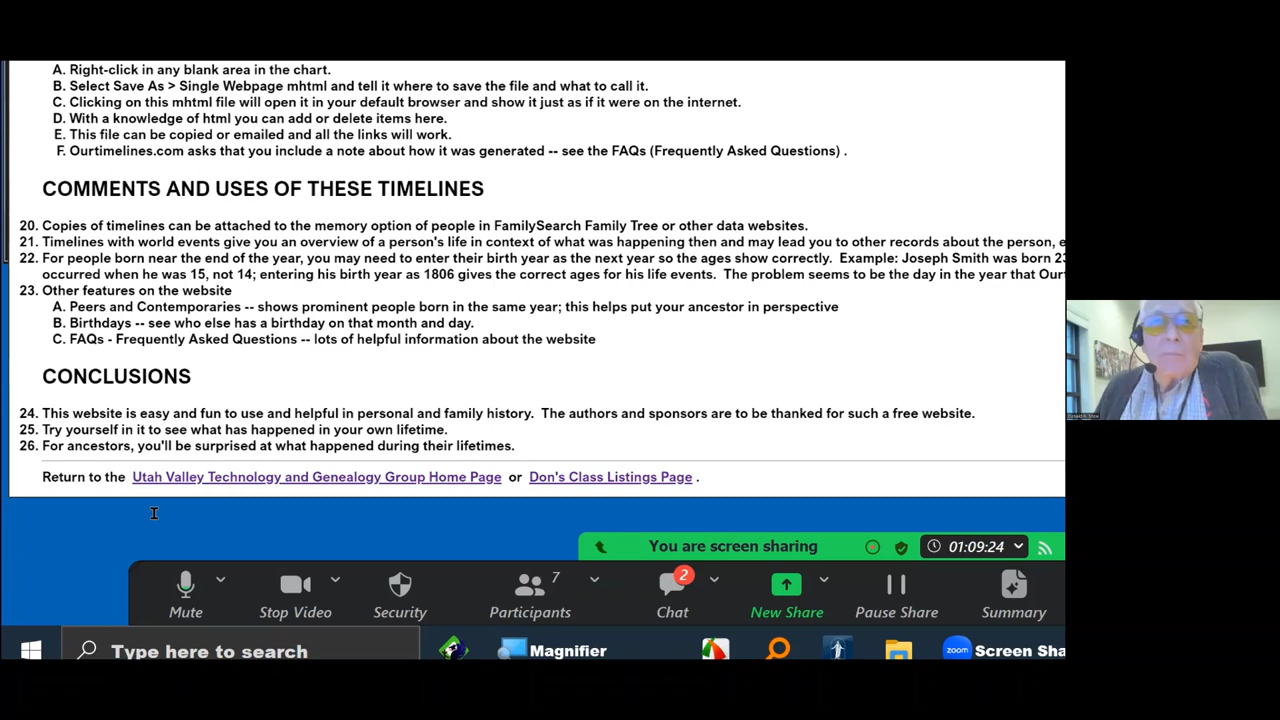 A. Right-click in any blank area in the chart.
B. Select Save As > Single Webpage mhtml and tell it where to save the file and what to call it.
C. Clicking on this mhtml file will open it in your default browser and show it just as if it were on the internet.
D. With a knowledge of html you can add or delete items here.
E. This file can be copied or emailed and all the links will work.
F. Ourtimelines.com asks that you include a note about how it was generated -- see the FAQs (Frequently Asked Questions) .
COMMENTS AND USES OF THESE TIMELINES
20. Copies of timelines can be attached to the memory option of people in FamilySearch Family Tree or other data websites.
21. Timelines with world events give you an overview of a person's life in context of what was happening then and may lead you to other records about the person, e
22. For people born near the end of the year, you may need to enter their birth year as the next year so the ages show correctly. Example: Joseph Smith was born 23
occurred when he was 15, not 14; entering his birth year as 1806 gives the correct ages for his life events. The problem seems to be the day in the year that Ourt
23. Other features on the website
A. Peers and Contemporaries -- shows prominent people born in the same year; this helps put your ancestor in perspective
B. Birthdays -- see who else has a birthday on that month and day.
C. FAQs - Frequently Asked Questions -- lots of helpful information about the website
CONCLUSIONS
24. This website is easy and fun to use and helpful in personal and family history. The authors and sponsors are to be thanked for such a free website.
25. Try yourself in it to see what has happened in your own lifetime.
26. For ancestors, you'll be surprised at what happened during their lifetimes.
Return to the Utah Valley Technology and Genealogy Group Home Page or Don's Class Listings Page .
You are screen sharing 01:09:24
7 2
Mute Stop Video Security Participants Chat New Share Pause Share Summary
Type here to search Magnifier zoom Screen Sha